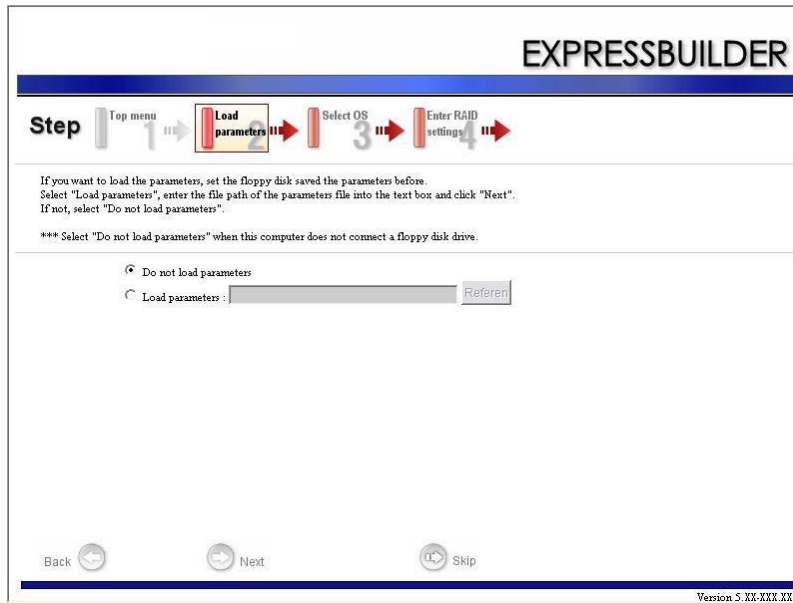 EXPRESSBUILDER
Step
Top menu
1
Load
parameters
2
Select OS
3
Enter RAID
settings
4
If you want to load the parameters, set the floppy disk saved the parameters before.
Select "Load parameters", enter the file path of the parameters file into the text box and click "Next".
If not, select "Do not load parameters".
*** Select "Do not load parameters" when this computer does not connect a floppy disk drive.
Do not load parameters
Load parameters :
Referen
Back
Next
Skip
Version 5.XX-XXX.XX